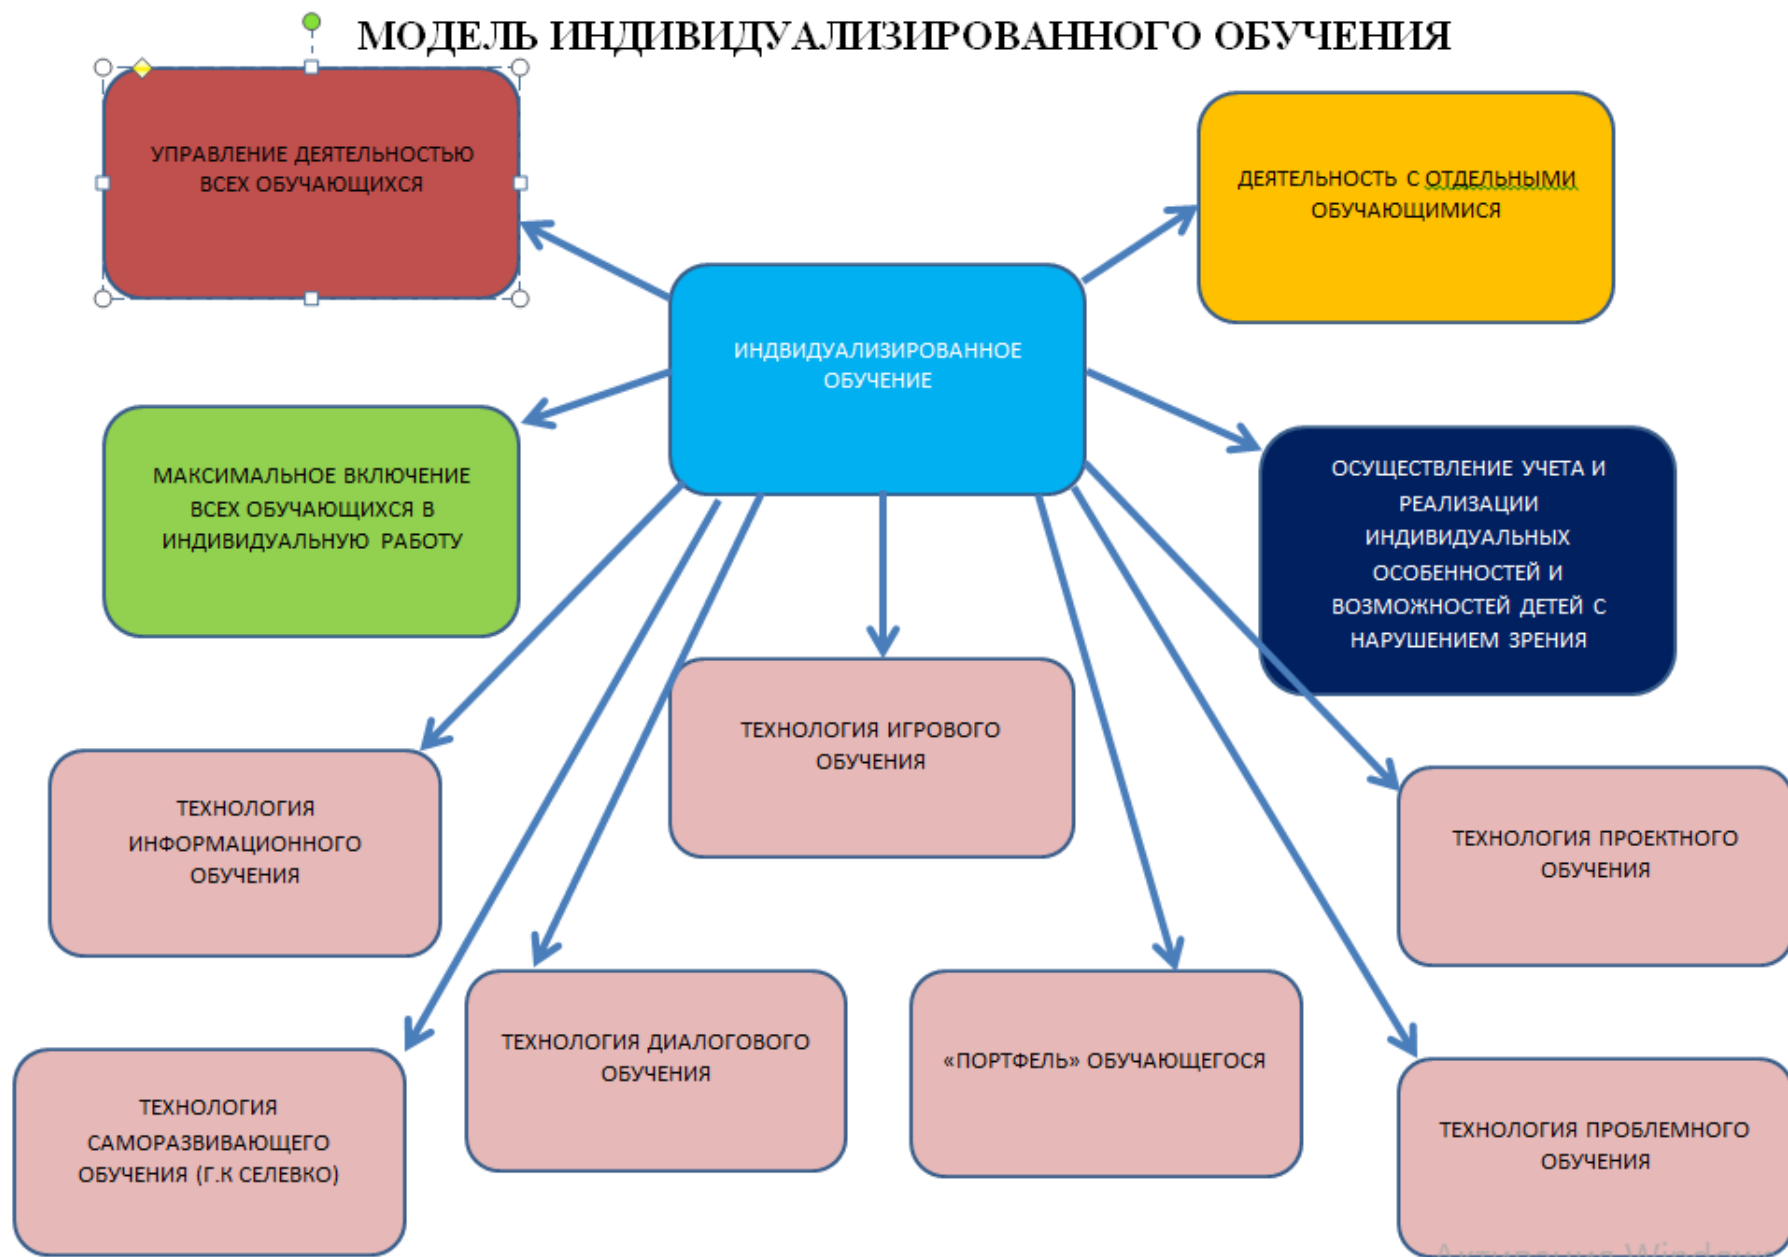 МОДЕЛЬ ИНДИВИДУАЛИЗИРОВАННОГО ОБУЧЕНИЯ
УПРАВЛЕНИЕ ДЕЯТЕЛЬНОСТЬЮ
ВСЕХ ОБУЧАЮЩИХСЯ
ДЕЯТЕЛЬНОСТЬ С ОТДЕЛЬНЫМИ
ОБУЧАЮЩИМИСЯ
ИНДВИДУАЛИЗИРОВАННОЕ
ОБУЧЕНИЕ
МАКСИМАЛЬНОЕ ВКЛЮЧЕНИЕ
ВСЕХ ОБУЧАЮЩИХСЯ В
ИНДИВИДУАЛЬНУЮ РАБОТУ
ОСУЩЕСТВЛЕНИЕ УЧЕТА И
РЕАЛИЗАЦИИ
ИНДИВИДУАЛЬНЫХ
ОСОБЕННОСТЕЙ И
ВОЗМОЖНОСТЕЙ ДЕТЕЙ С
НАРУШЕНИЕМ ЗРЕНИЯ
ТЕХНОЛОГИЯ ИГРОВОГО
ОБУЧЕНИЯ
ТЕХНОЛОГИЯ
ИНФОРМАЦИОННОГО
ОБУЧЕНИЯ
ТЕХНОЛОГИЯ ПРОЕКТНОГО
ОБУЧЕНИЯ
ТЕХНОЛОГИЯ ДИАЛОГОВОГО
ОБУЧЕНИЯ
«ПОРТФЕЛЬ» ОБУЧАЮЩЕГОСЯ
ТЕХНОЛОГИЯ
САМОРАЗВИВАЮЩЕГО
ОБУЧЕНИЯ (Г.К СЕЛЕВКО)
ТЕХНОЛОГИЯ ПРОБЛЕМНОГО
ОБУЧЕНИЯ